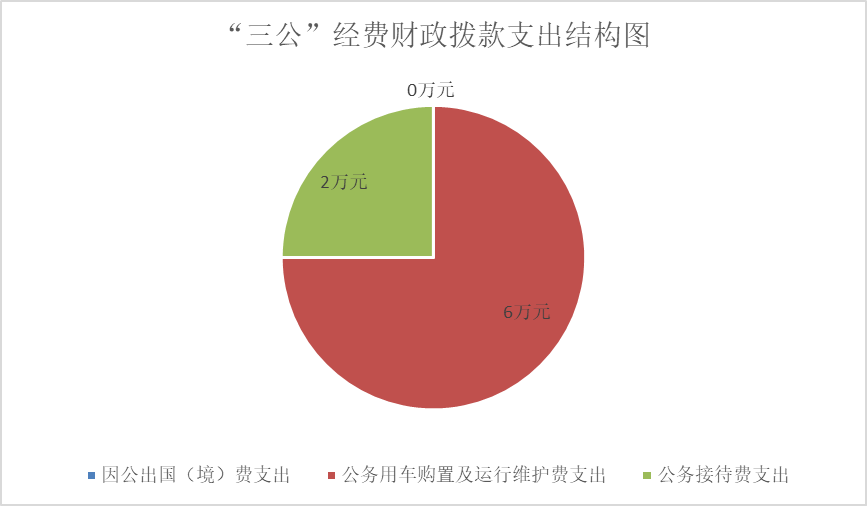 “三公”经费财政拨款支出结构图
0万元
2万元
6万元
因公出国（境）费支出
公务用车购置及运行维护费支出
公务接待费支出